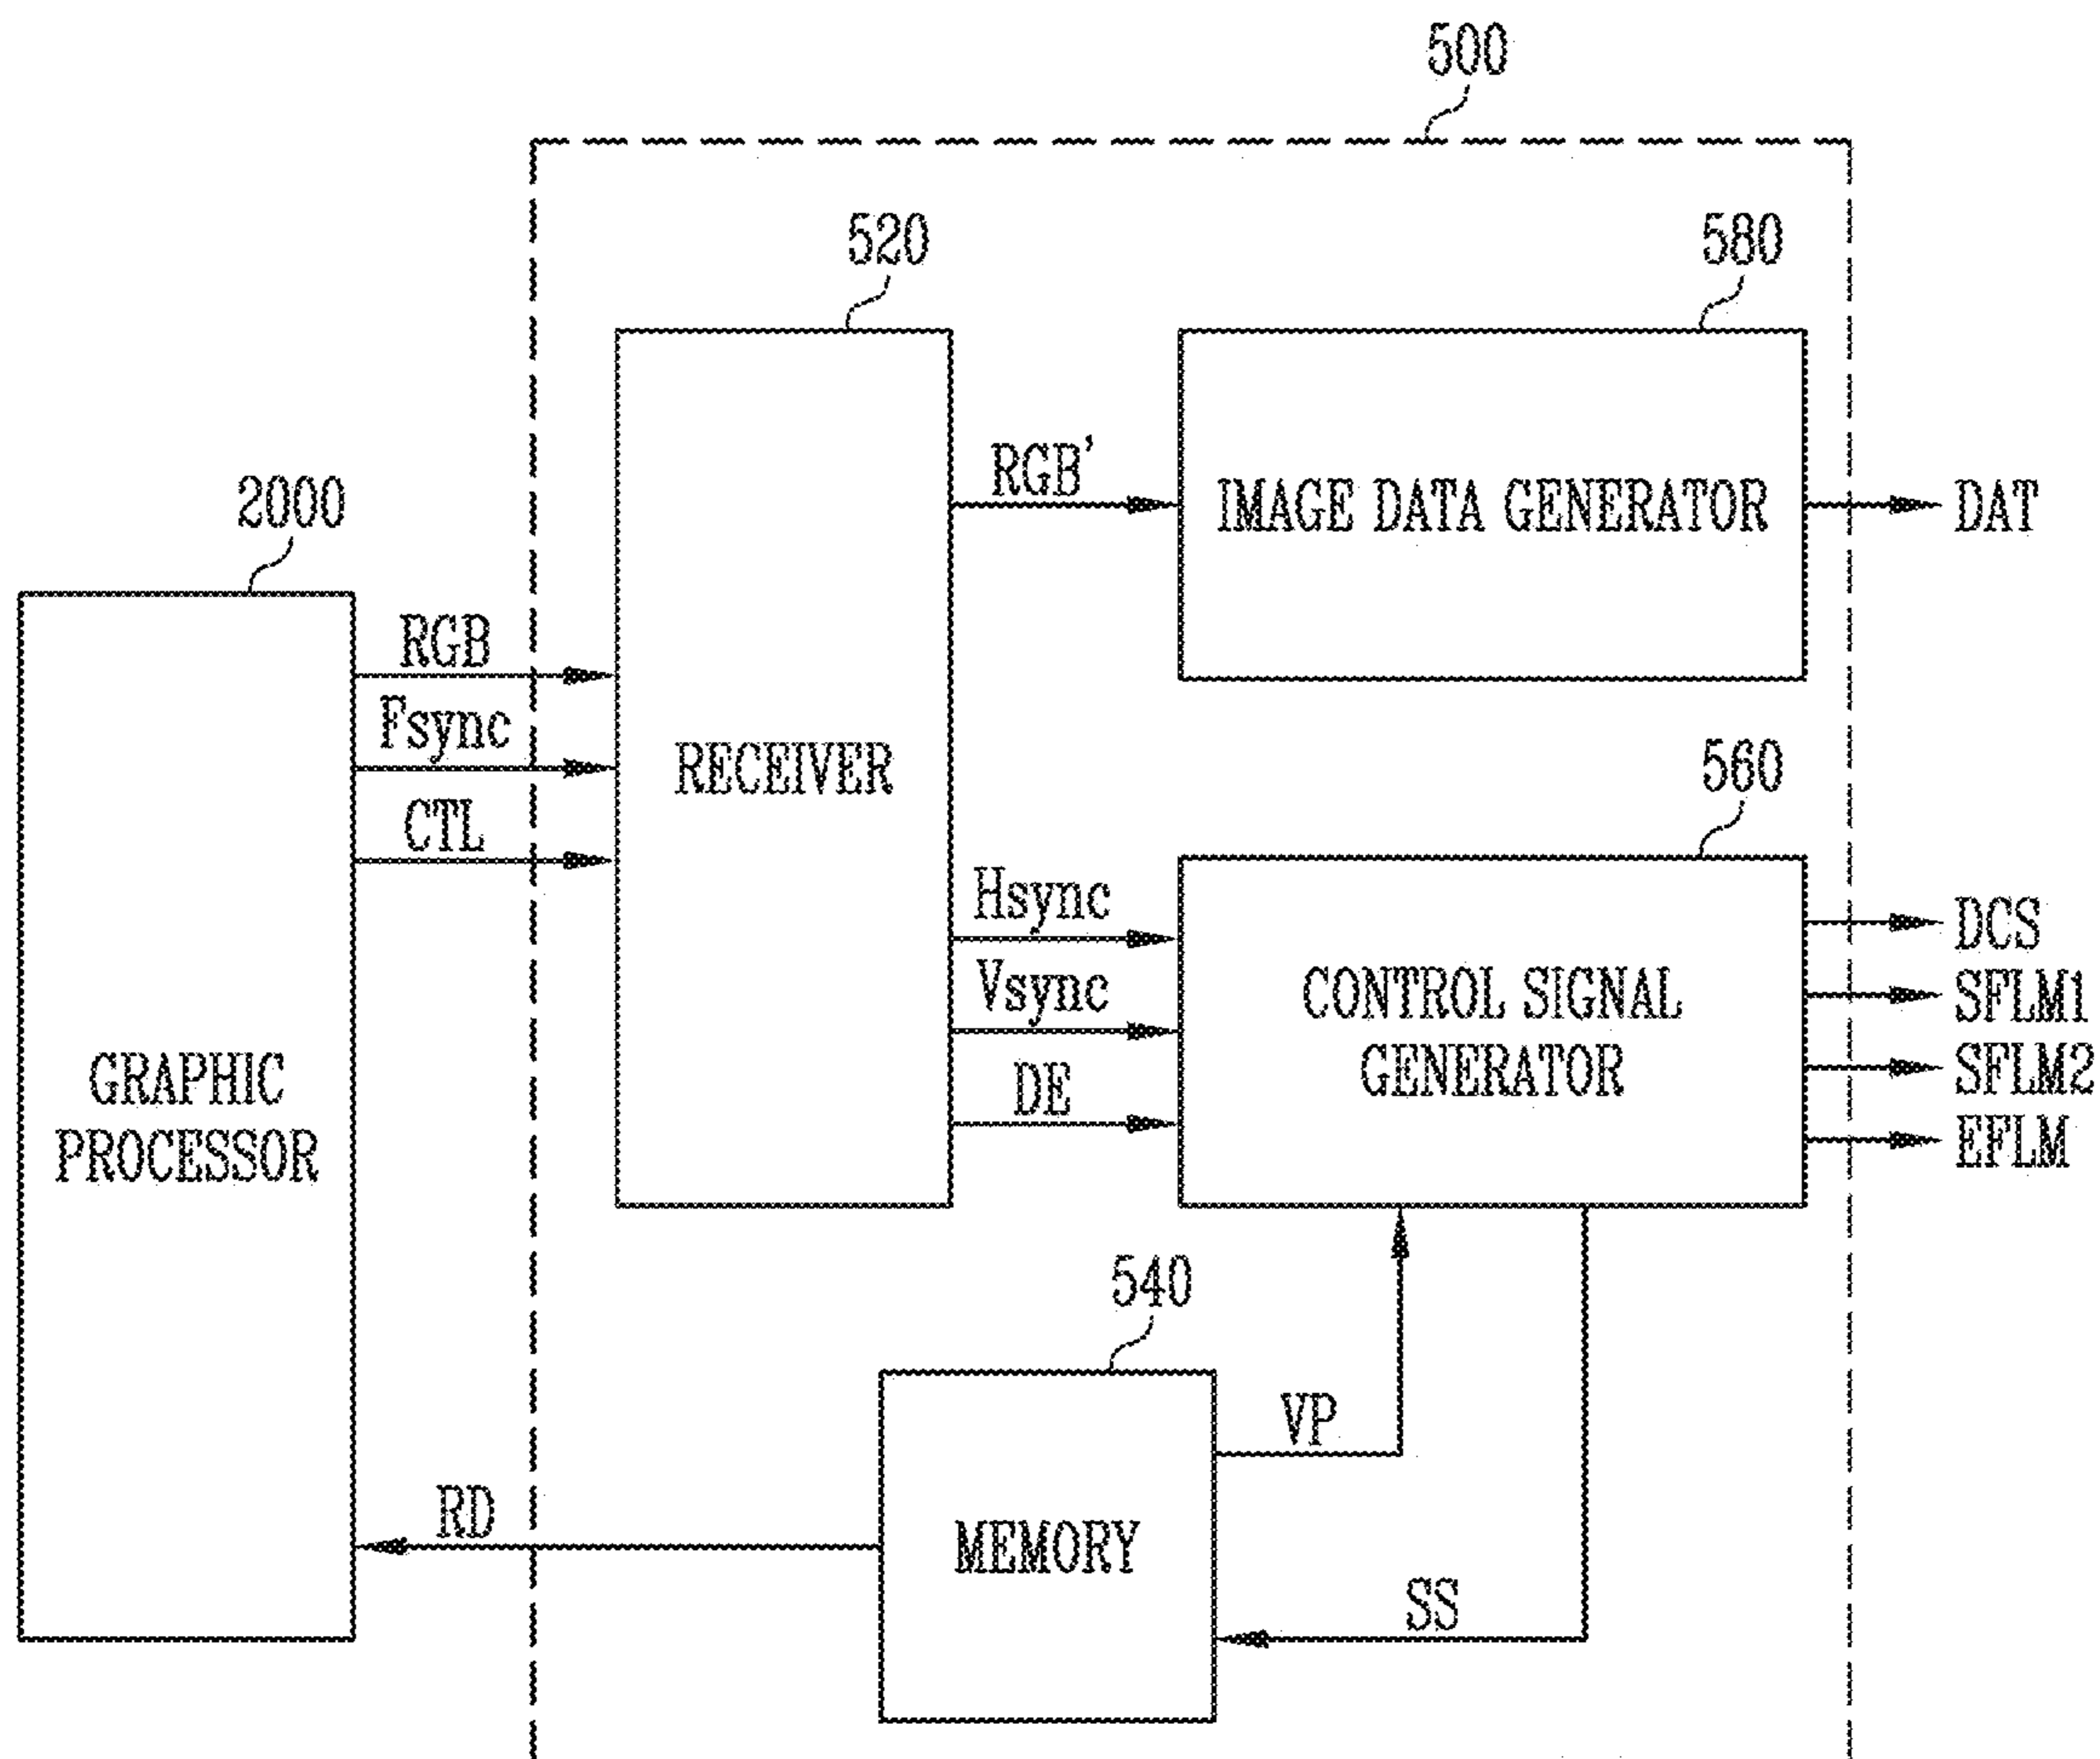 500
520
580
RGB'
IMAGE DATA GENERATOR
DAT
2000
RGB
Fsync
CTL
RECEIVER
560
Hsync
Vsync
DE
CONTROL SIGNAL
GENERATOR
DCS
SFLM1
SFLM2
EFLM
GRAPHIC
PROCESSOR
540
VP
RD
MEMORY
SS